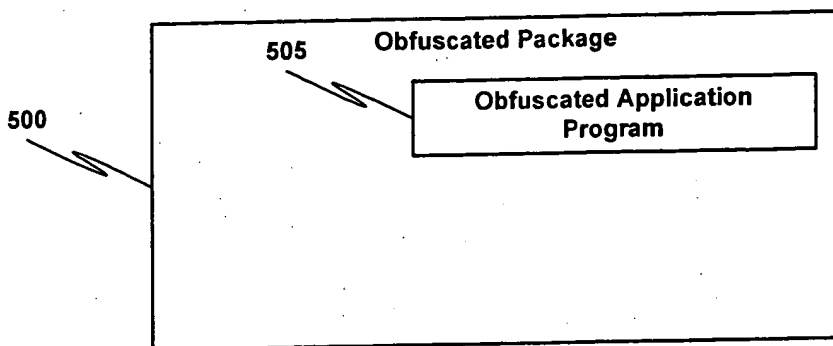 Obfuscated Package
505
Obfuscated Application
Program
500